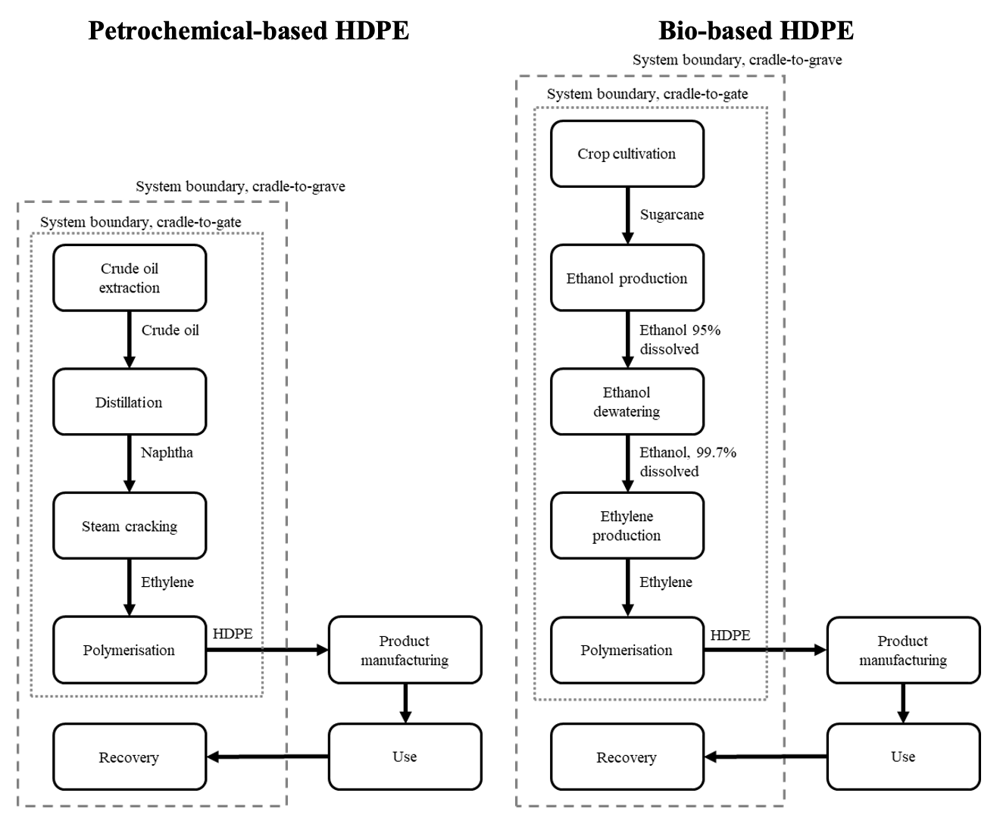 Petrochemical-based HDPE
System boundary, cradle-to-grave
System boundary, cradle-to-gate
Crude oil
extraction
Crude oil
Distillation
Naphtha
Steam cracking
Ethylene
Polymerisation
HDPE
Product
manufacturing
Use
Recovery
Bio-based HDPE
System boundary, cradle-to-grave
System boundary, cradle-to-gate
Crop cultivation
Sugarcane
Ethanol production
Ethanol 95%
dissolved
Ethanol
dewatering
Ethanol, 99.7%
dissolved
Ethylene
production
Ethylene
Polymerisation
HDPE
Product
manufacturing
Use
Recovery